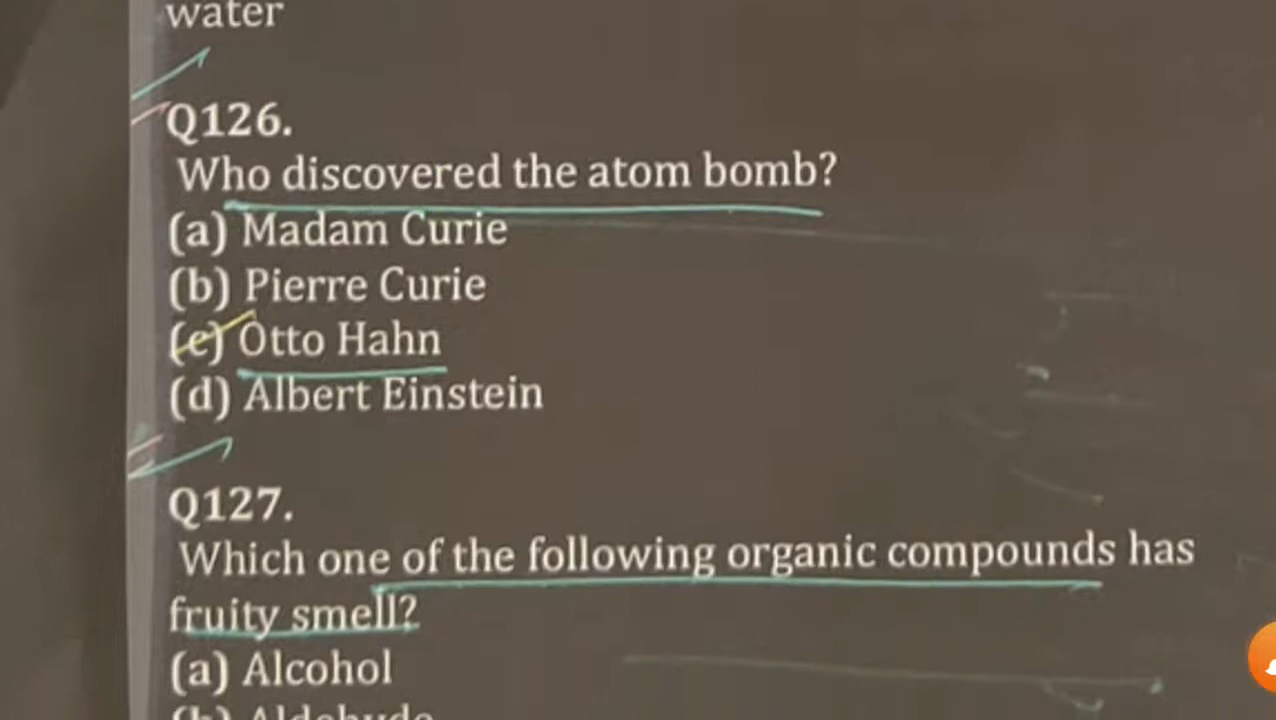 water
Q126.
Who discovered the atom bomb?
(a) Madam Curie
(b) Pierre Curie
(c) Otto Hahn
(d) Albert Einstein
Q127.
Which one of the following organic compounds has
fruity smell?
(a) Alcohol
(b) Aldehyde